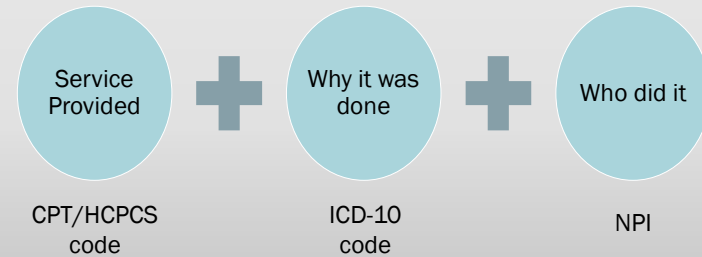 Service
Provided
Why it was
done
Who did it
CPT/HCPCS
code
ICD-10
code
NPI